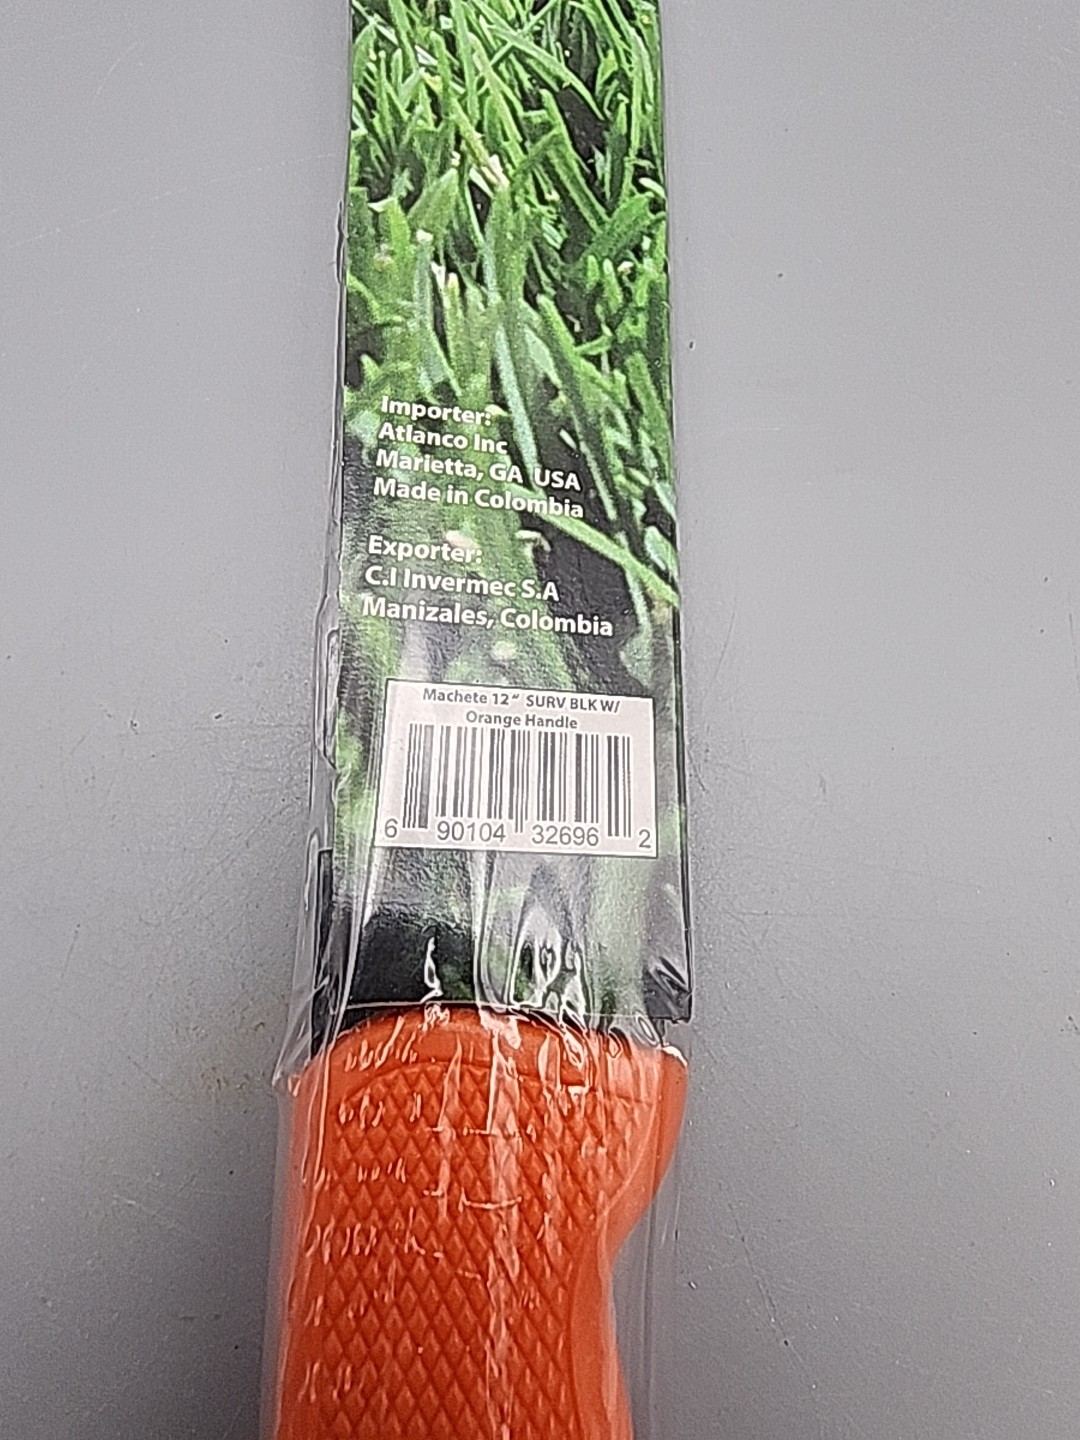 Importer:
Atlanco Inc
Marietta, GA USA
Made in Colombia
Exporter:
C.I Invermec S.A
Manizales, Colombia
Machete 12" SURV BLK W/
Orange Handle
6 90104 32696 2